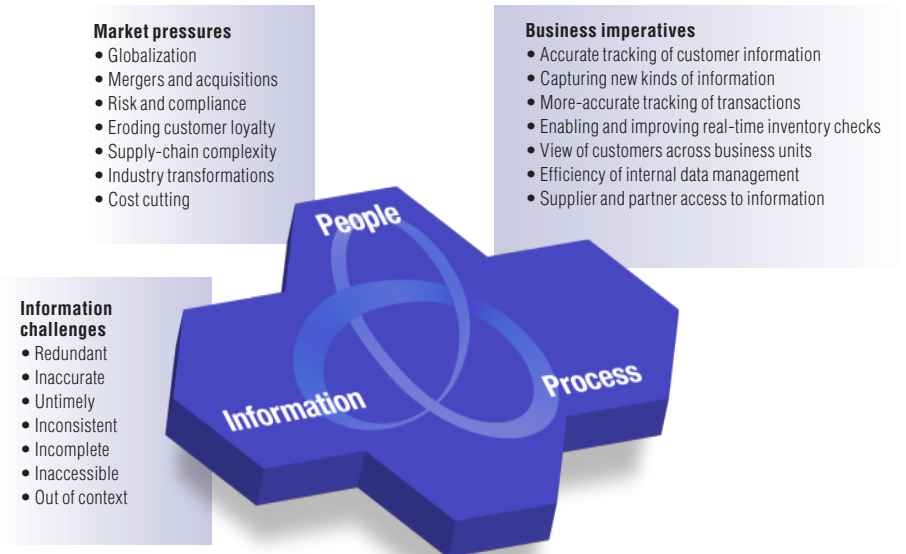 Market pressures
• Globalization
• Mergers and acquisitions
• Risk and compliance
• Eroding customer loyalty
• Supply-chain complexity
• Industry transformations
• Cost cutting
Business imperatives
• Accurate tracking of customer information
• Capturing new kinds of information
• More-accurate tracking of transactions
• Enabling and improving real-time inventory checks
• View of customers across business units
• Efficiency of internal data management
• Supplier and partner access to information
People
Process
Information
Information
challenges
• Redundant
• Inaccurate
• Untimely
• Inconsistent
• Incomplete
• Inaccessible
• Out of context